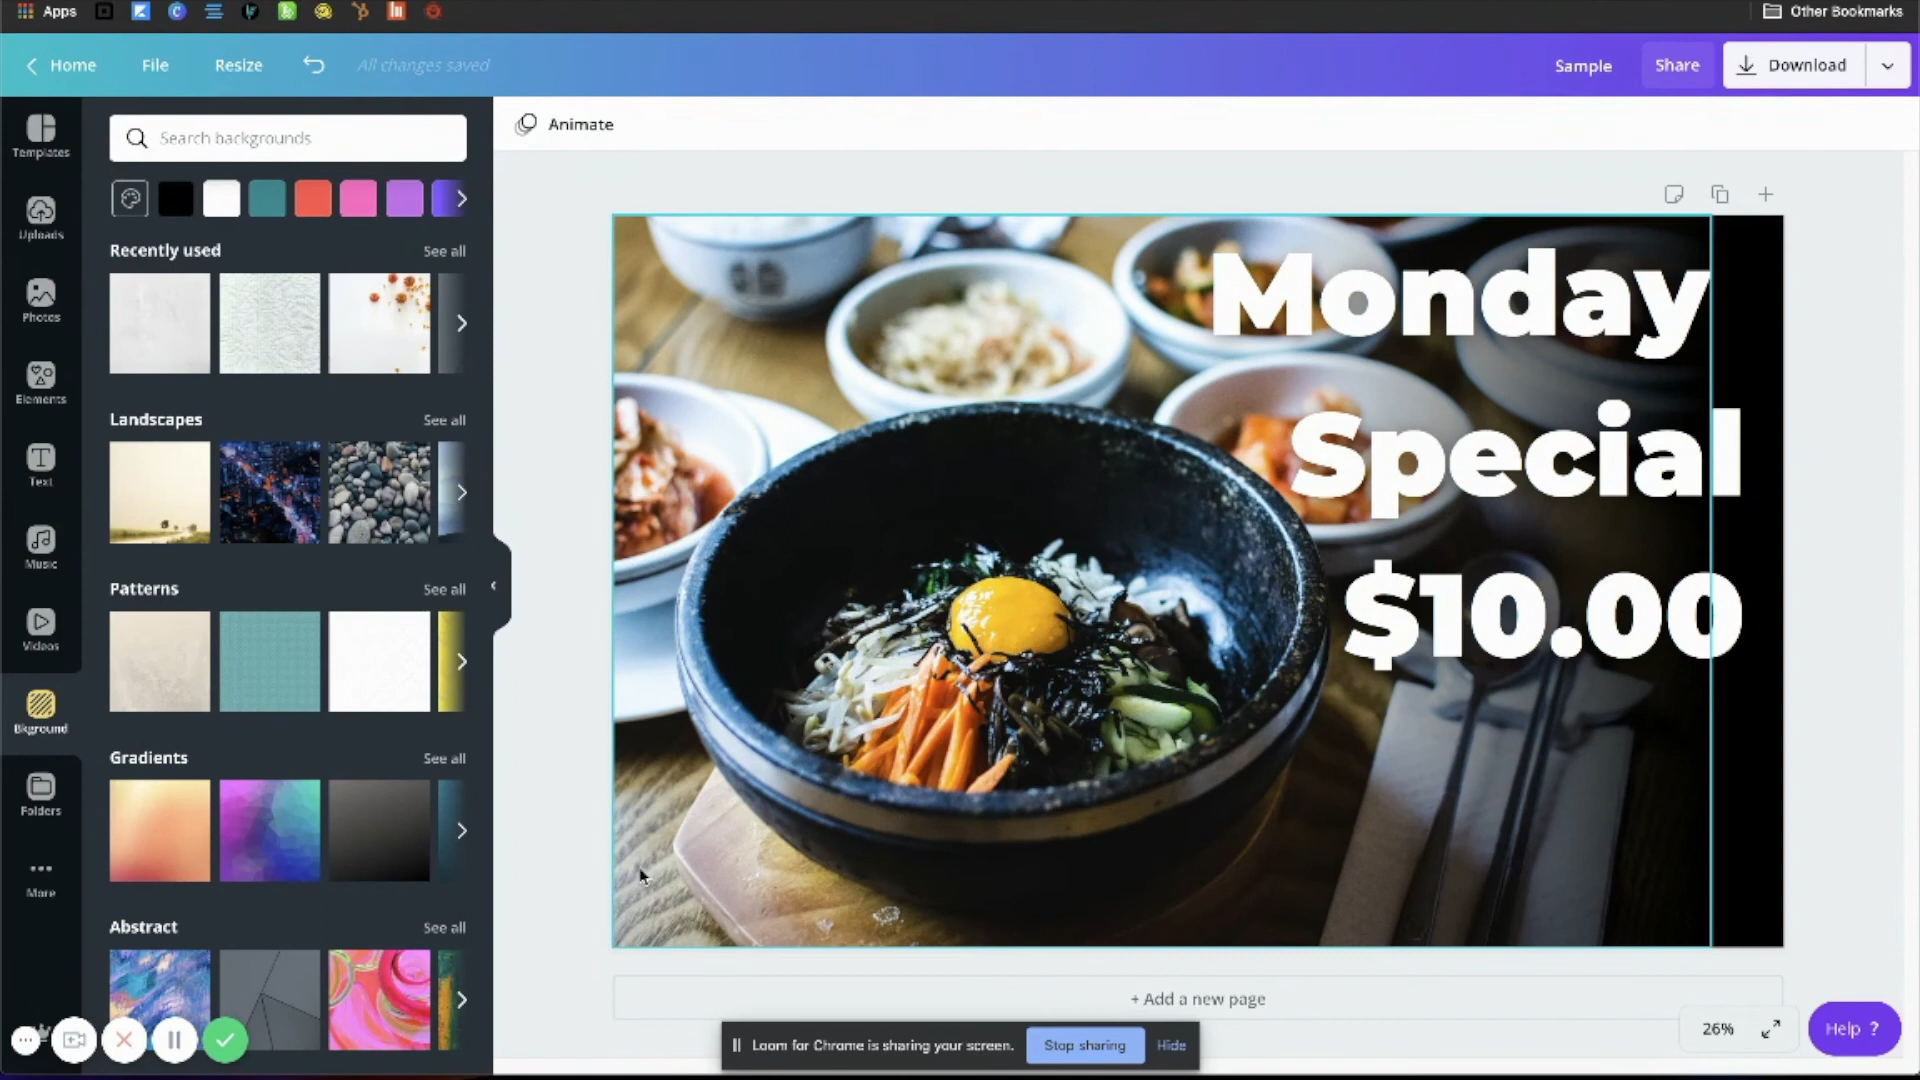 Apps
Other Bookmarks
Home
File
Resize
All changes saved
Sample
Share
Download
Templates
Uploads
Photos
Elements
Text
Music
Videos
Bkground
Folders
More
Search backgrounds
Recently used
See all
Landscapes
See all
Patterns
See all
Gradients
See all
Abstract
See all
Animate
Monday
Special
$10.00
+ Add a new page
Loom for Chrome is sharing your screen.
Stop sharing
Hide
26%
Help ?